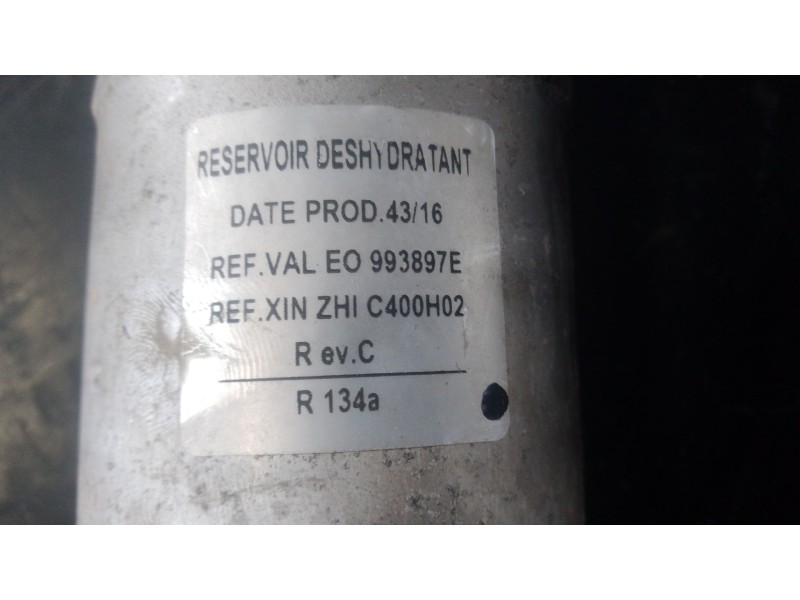 RESERVOIR DESHYDRATANT
DATE PROD.43/16
REF.VAL EO 993897E
REF.XIN ZHI C400H02
R ev.C
R 134a